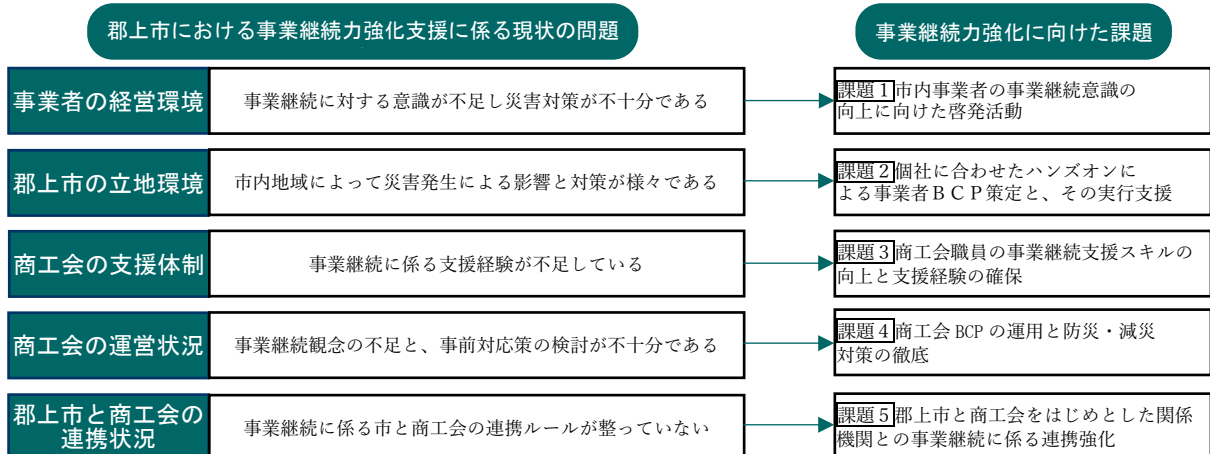 郡上市における事業継続力強化支援に係る現状の問題
事業継続力強化に向けた課題
事業者の経営環境
事業継続に対する意識が不足し災害対策が不十分である
課題１市内事業者の事業継続意識の
向上に向けた啓発活動
郡上市の立地環境
市内地域によって災害発生による影響と対策が様々である
課題２個社に合わせたハンズオンに
よる事業者ＢＣＰ策定と、その実行支援
商工会の支援体制
事業継続に係る支援経験が不足している
課題３商工会職員の事業継続支援スキルの
向上と支援経験の確保
商工会の運営状況
事業継続観念の不足と、事前対応策の検討が不十分である
課題４商工会 BCP の運用と防災・減災
対策の徹底
郡上市と商工会の
連携状況
事業継続に係る市と商工会の連携ルールが整っていない
課題５郡上市と商工会をはじめとした関係
機関との事業継続に係る連携強化